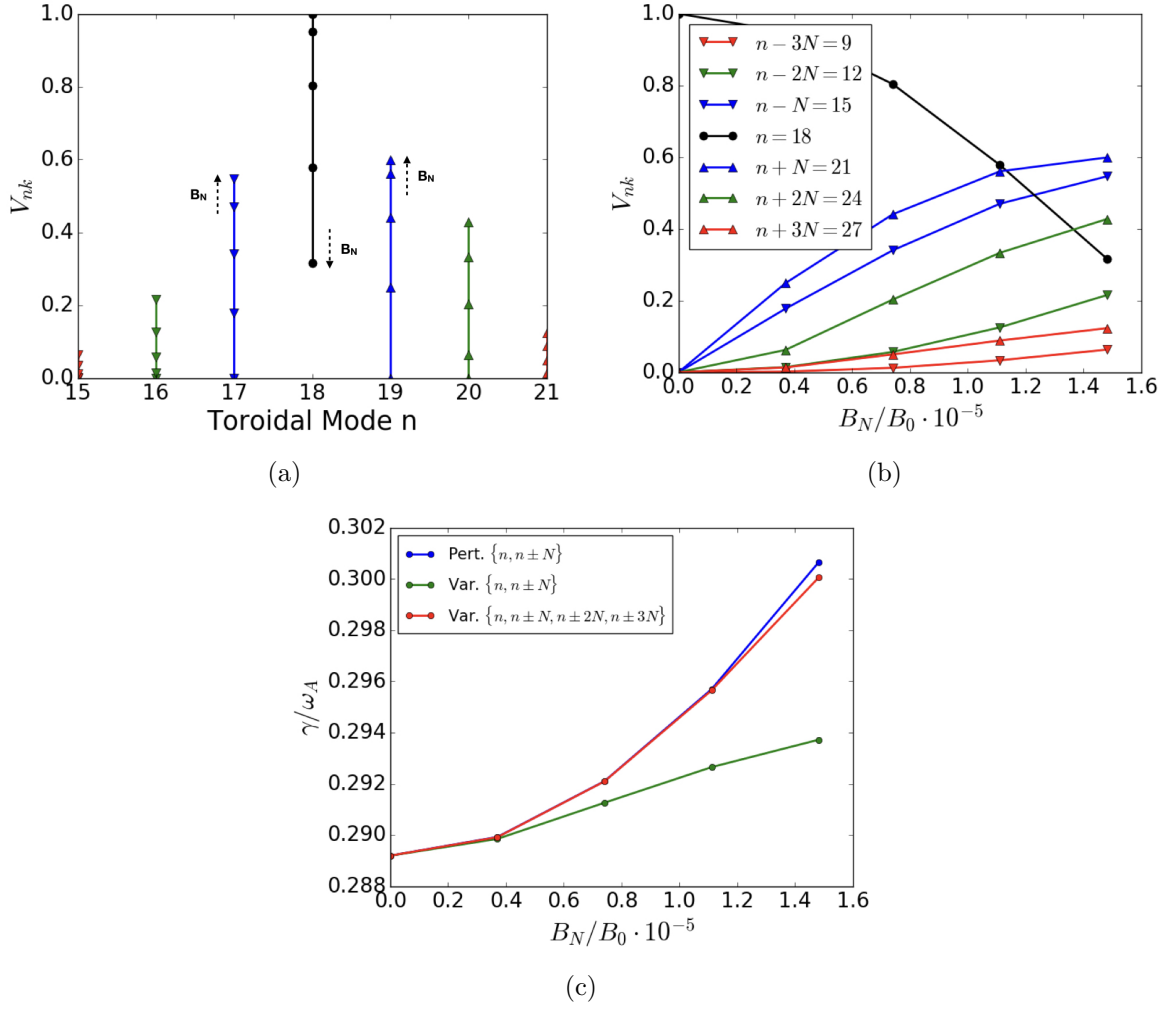 1.0
0.8
0.6
0.4
0.2
0.0
V_{nk}
B_N
B_N
B_N
15 16 17 18 19 20 21
Toroidal Mode n
(a)
1.0
0.8
0.6
0.4
0.2
0.0
V_{nk}
n − 3N = 9
n − 2N = 12
n − N = 15
n = 18
n + N = 21
n + 2N = 24
n + 3N = 27
0.0 0.2 0.4 0.6 0.8 1.0 1.2 1.4 1.6
B_N/B_0 · 10^{−5}
(b)
0.302
0.300
0.298
0.296
0.294
0.292
0.290
0.288
γ/ω_A
Pert. {n, n ± N}
Var. {n, n ± N}
Var. {n, n ± N, n ± 2N, n ± 3N}
0.0 0.2 0.4 0.6 0.8 1.0 1.2 1.4 1.6
B_N/B_0 · 10^{−5}
(c)